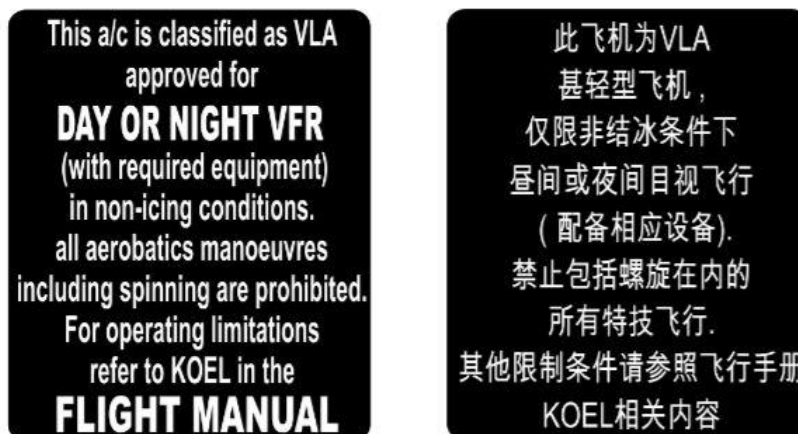 This a/c is classified as VLA
approved for
DAY OR NIGHT VFR
(with required equipment)
in non-icing conditions.
all aerobatics manoeuvres
including spinning are prohibited.
For operating limitations
refer to KOEL in the
FLIGHT MANUAL
此飞机为VLA
甚轻型飞机 ,
仅限非结冰条件下
昼间或夜间目视飞行
( 配备相应设备).
禁止包括螺旋在内的
所有特技飞行.
其他限制条件请参照飞行手册
KOEL相关内容